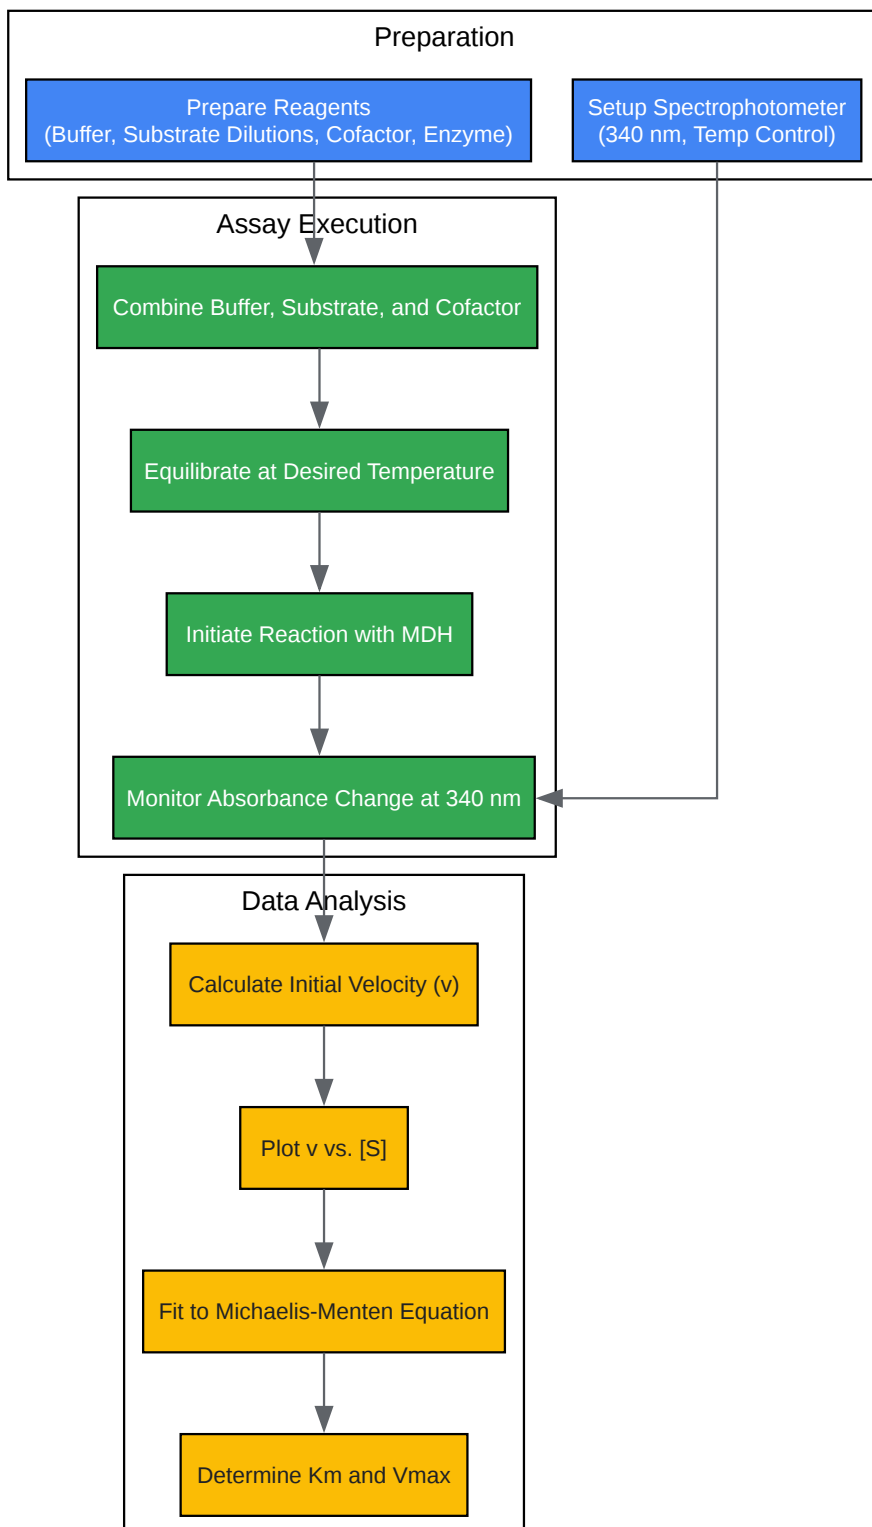 Preparation
Prepare Reagents
(Buffer, Substrate Dilutions, Cofactor, Enzyme)
Setup Spectrophotometer
(340 nm, Temp Control)
Assay Execution
Combine Buffer, Substrate, and Cofactor
Equilibrate at Desired Temperature
Initiate Reaction with MDH
Monitor Absorbance Change at 340 nm
Data Analysis
Calculate Initial Velocity (v)
Plot v vs. [S]
Fit to Michaelis-Menten Equation
Determine Km and Vmax